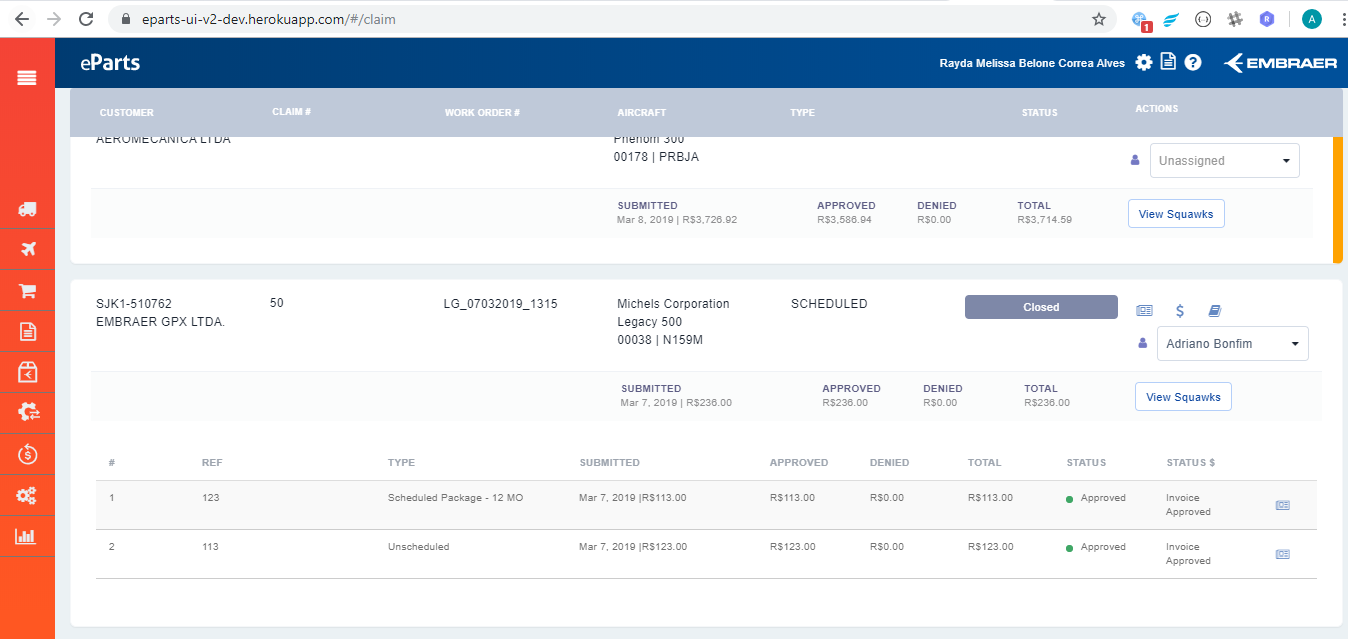 eparts-ui-v2-dev.herokuapp.com/#/claim
1
R
A
eParts
Rayda Melissa Belone Correa Alves
EMBRAER
CUSTOMER CLAIM # WORK ORDER # AIRCRAFT TYPE STATUS ACTIONS
AEROMECANICA LTDA Phenom 300
00178 | PRBJA
Unassigned
SUBMITTED APPROVED DENIED TOTAL
Mar 8, 2019 | R$3,726.92 R$3,586.94 R$0.00 R$3,714.59
View Squawks
SJK1-510762 50 LG_07032019_1315 Michels Corporation SCHEDULED Closed
EMBRAER GPX LTDA. Legacy 500
00038 | N159M
Adriano Bonfim
SUBMITTED APPROVED DENIED TOTAL
Mar 7, 2019 | R$236.00 R$236.00 R$0.00 R$236.00
View Squawks
# REF TYPE SUBMITTED APPROVED DENIED TOTAL STATUS STATUS $
1 123 Scheduled Package - 12 MO Mar 7, 2019 |R$113.00 R$113.00 R$0.00 R$113.00 Approved Invoice
Approved
2 113 Unscheduled Mar 7, 2019 |R$123.00 R$123.00 R$0.00 R$123.00 Approved Invoice
Approved